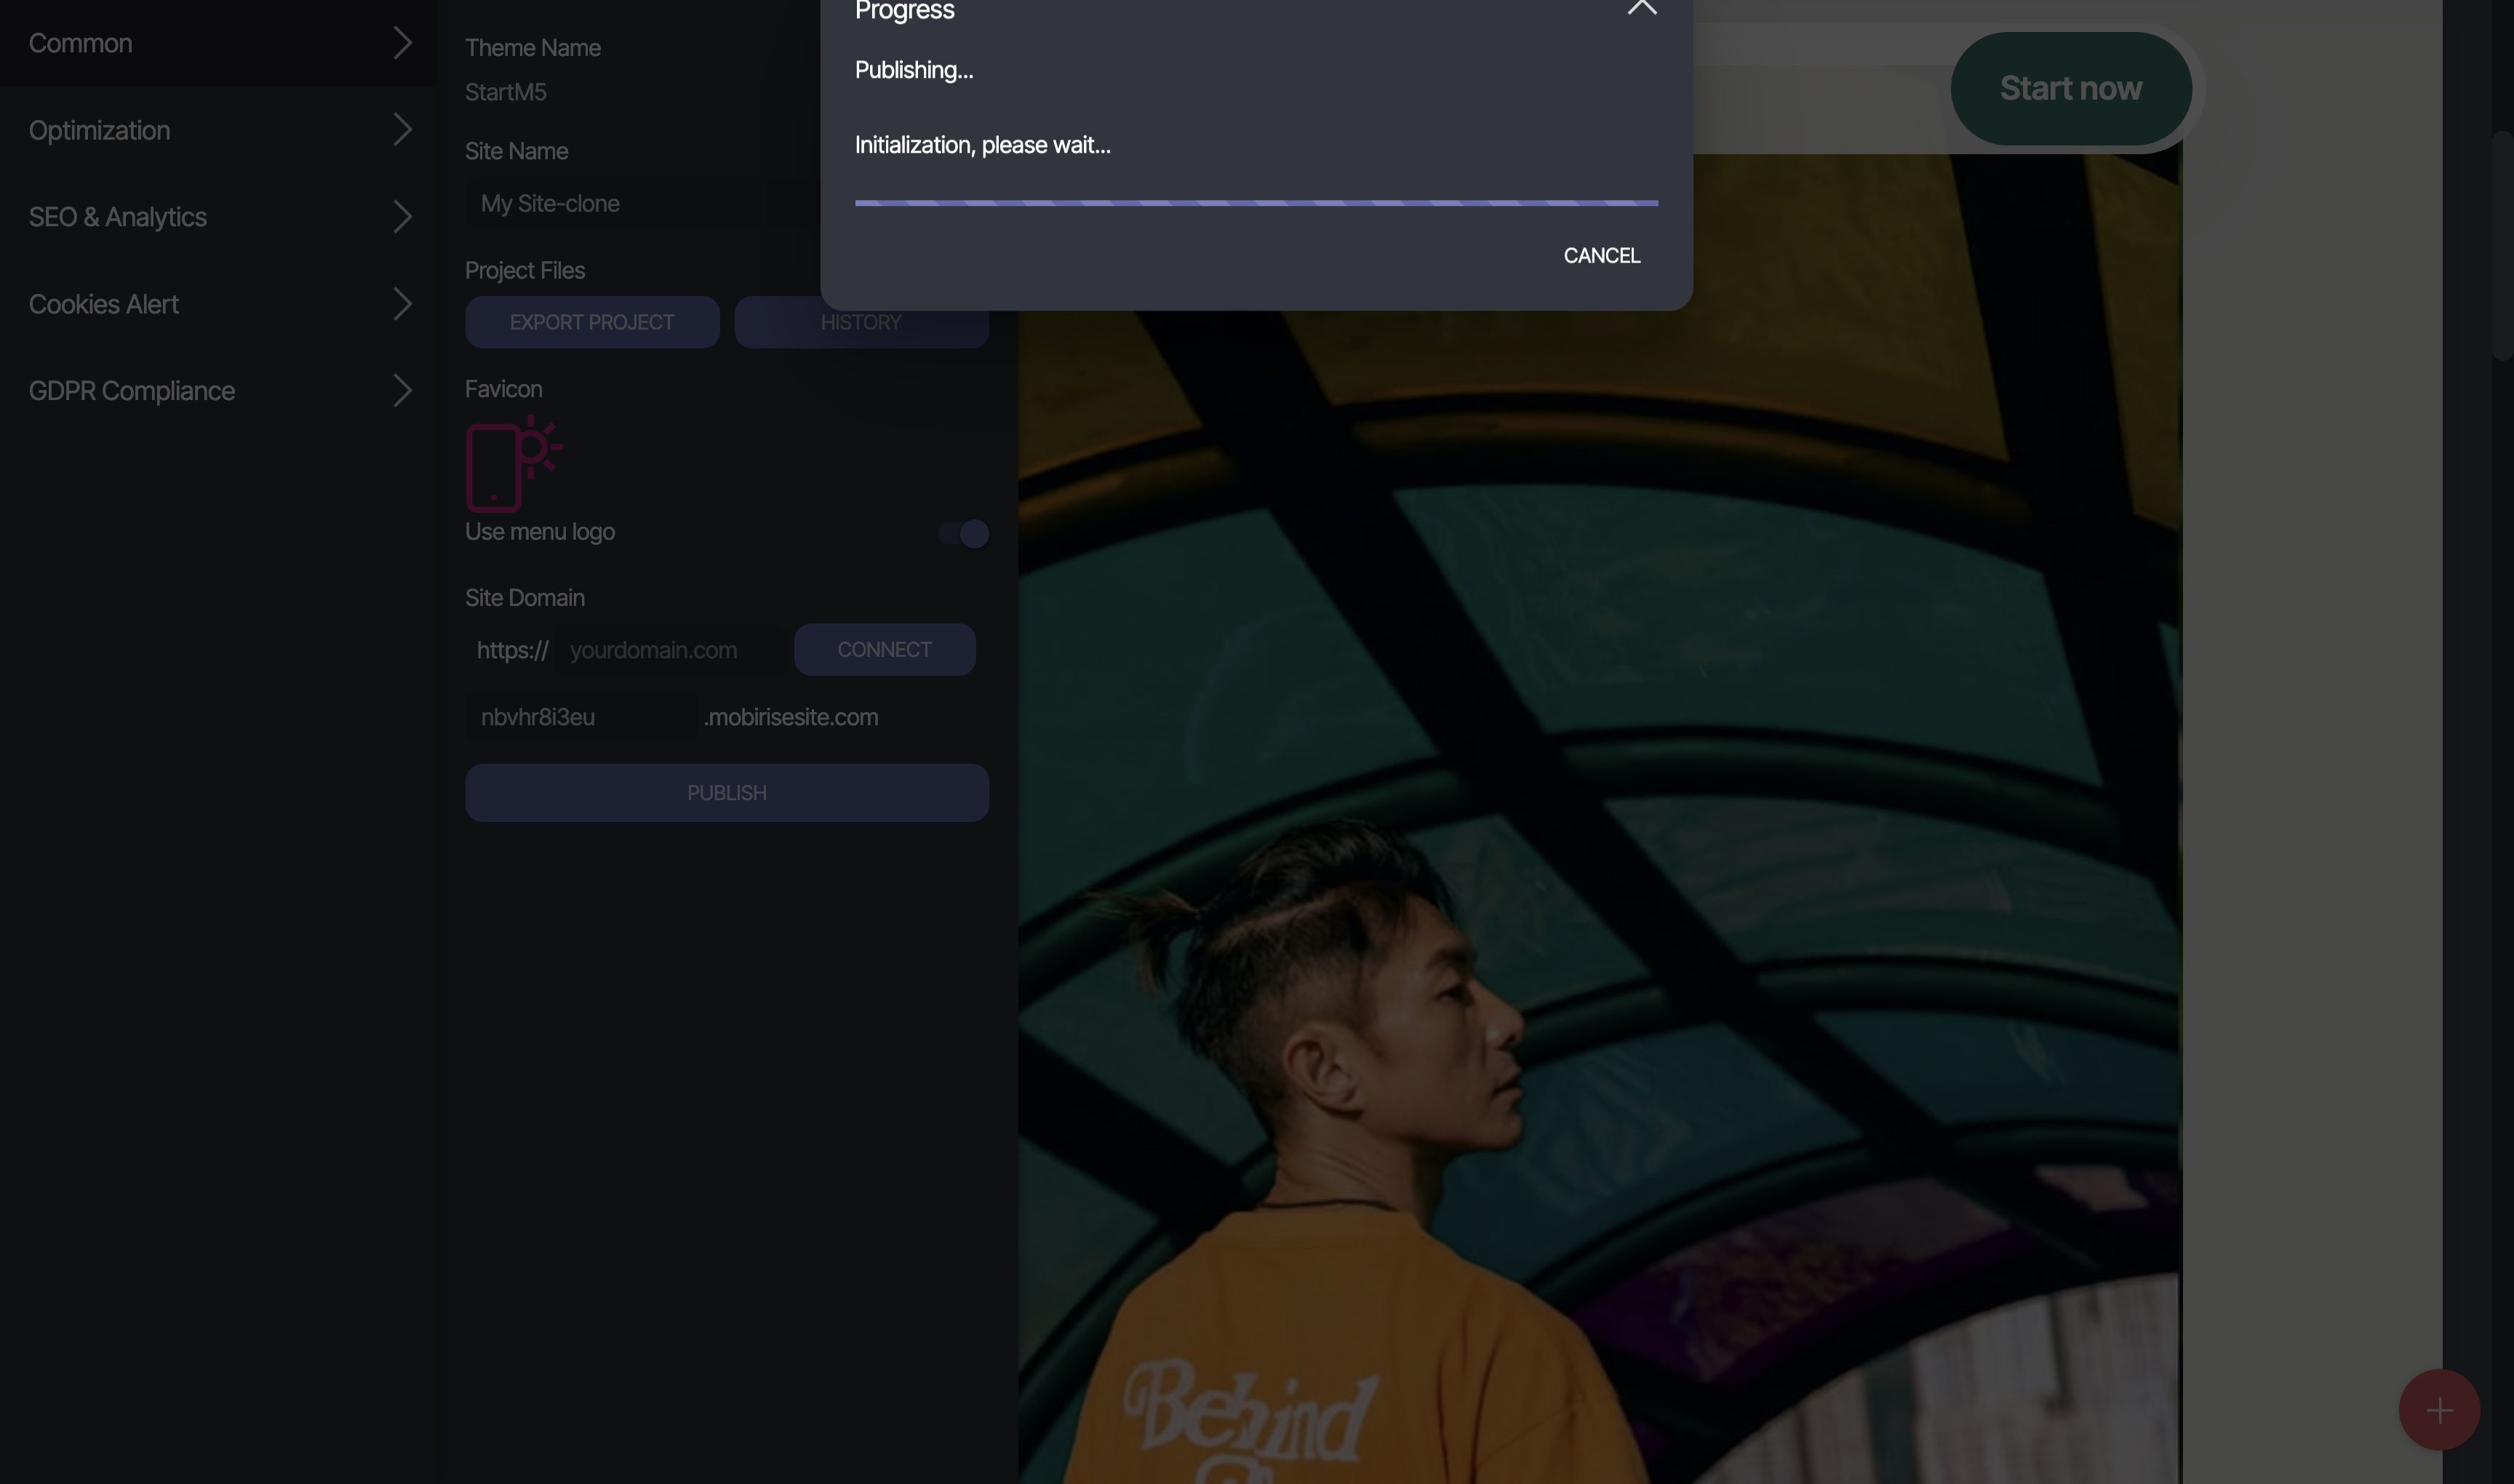 Common
Optimization
SEO & Analytics
Cookies Alert
GDPR Compliance
Theme Name
StartM5
Site Name
My Site-clone
Project Files
EXPORT PROJECT
HISTORY
Favicon
Use menu logo
Site Domain
https:// yourdomain.com CONNECT
nbvhr8i3eu .mobirisesite.com
PUBLISH
Progress
Publishing...
Initialization, please wait...
CANCEL
Start now
Behind